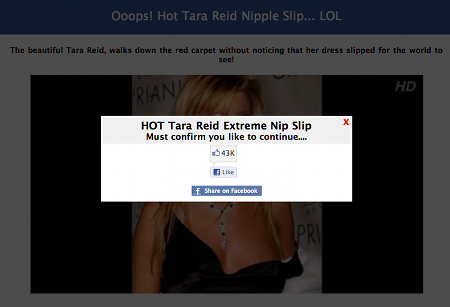 Ooops! Hot Tara Reid Nipple Slip... LOL
The beautiful Tara Reid, walks down the red carpet without noticing that her dress slipped for the world to
see!
HD
PRIANI
X
HOT Tara Reid Extreme Nip Slip
Must confirm you like to continue....
43K
Like
Share on Facebook